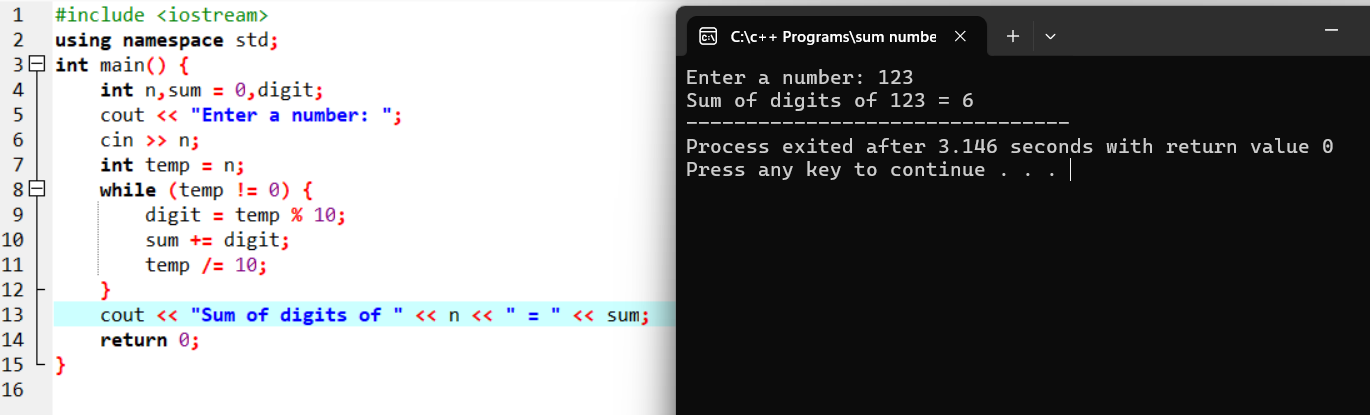 1 #include <iostream>
2 using namespace std;
3 int main() {
4 int n,sum = 0,digit;
5 cout << "Enter a number: ";
6 cin >> n;
7 int temp = n;
8 while (temp != 0) {
9 digit = temp % 10;
10 sum += digit;
11 temp /= 10;
12 }
13 cout << "Sum of digits of " << n << " = " << sum;
14 return 0;
15 }
16
C:\c++ Programs\sum numbe
Enter a number: 123
Sum of digits of 123 = 6
--------------------------------
Process exited after 3.146 seconds with return value 0
Press any key to continue . . .